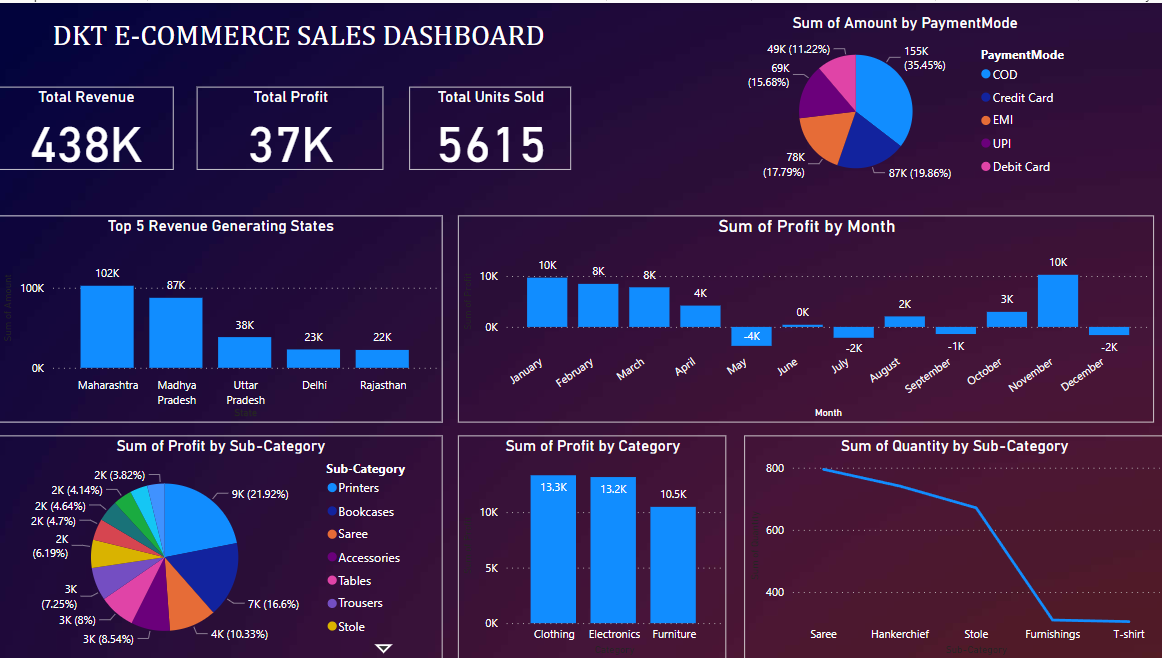 DKT E-COMMERCE SALES DASHBOARD
Total Revenue
438K
Total Profit
37K
Total Units Sold
5615
Sum of Amount by PaymentMode
49K (11.22%)
69K
(15.68%)
78K
(17.79%)
155K
(35.45%)
87K (19.86%)
PaymentMode
COD
Credit Card
EMI
UPI
Debit Card
Top 5 Revenue Generating States
Sum of Amount
100K
0K
102K
87K
38K
23K
22K
Maharashtra
Madhya
Pradesh
Uttar
Pradesh
Delhi
Rajasthan
State
Sum of Profit by Month
Sum of Profit
10K
0K
10K
8K
8K
4K
-4K
0K
-2K
2K
-1K
3K
10K
-2K
January
February
March
April
May
June
July
August
September
October
November
December
Month
Sum of Profit by Sub-Category
2K (3.82%)
2K (4.14%)
2K (4.64%)
2K (4.7%)
2K
(6.19%)
3K
(7.25%)
3K (8%)
3K (8.54%)
9K (21.92%)
7K (16.6%)
4K (10.33%)
Sub-Category
Printers
Bookcases
Saree
Accessories
Tables
Trousers
Stole
Sum of Profit by Category
10K
5K
0K
13.3K
13.2K
10.5K
Clothing
Electronics
Furniture
Sum of Quantity by Sub-Category
800
600
400
Saree
Hankerchief
Stole
Furnishings
T-shirt
Sub-Category